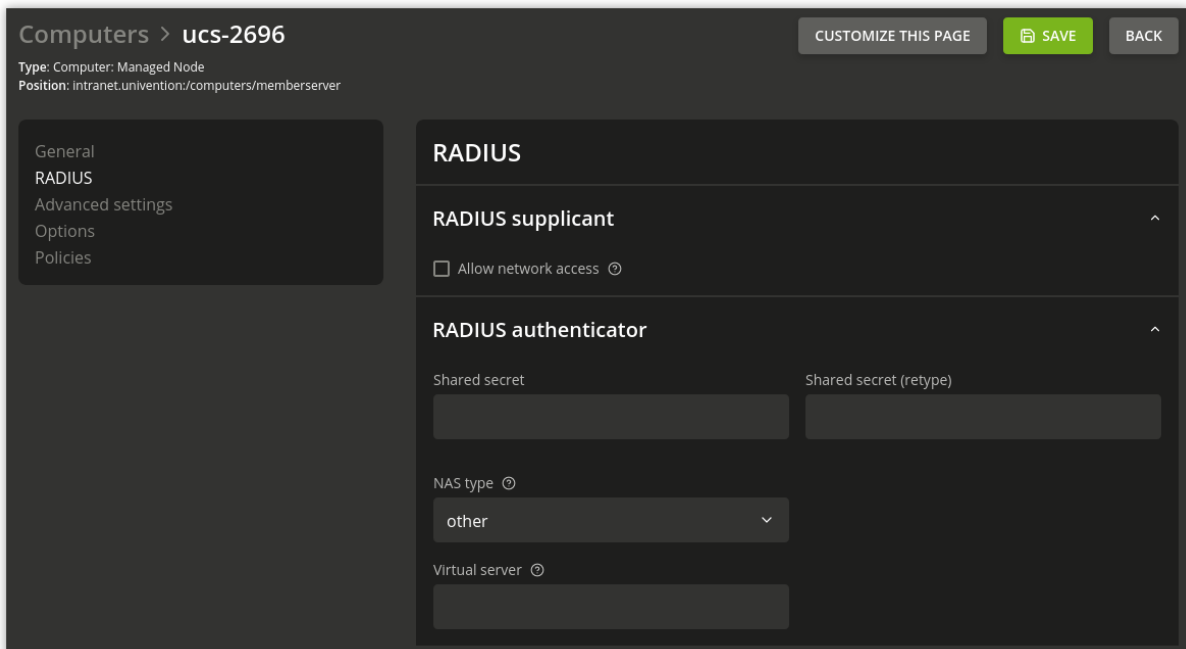 Computers > ucs-2696
CUSTOMIZE THIS PAGE
SAVE
BACK
Type: Computer: Managed Node
Position: intranet.univention:/computers/memberserver
General
RADIUS
Advanced settings
Options
Policies
RADIUS
RADIUS supplicant
Allow network access
RADIUS authenticator
Shared secret
Shared secret (retype)
NAS type
other
Virtual server